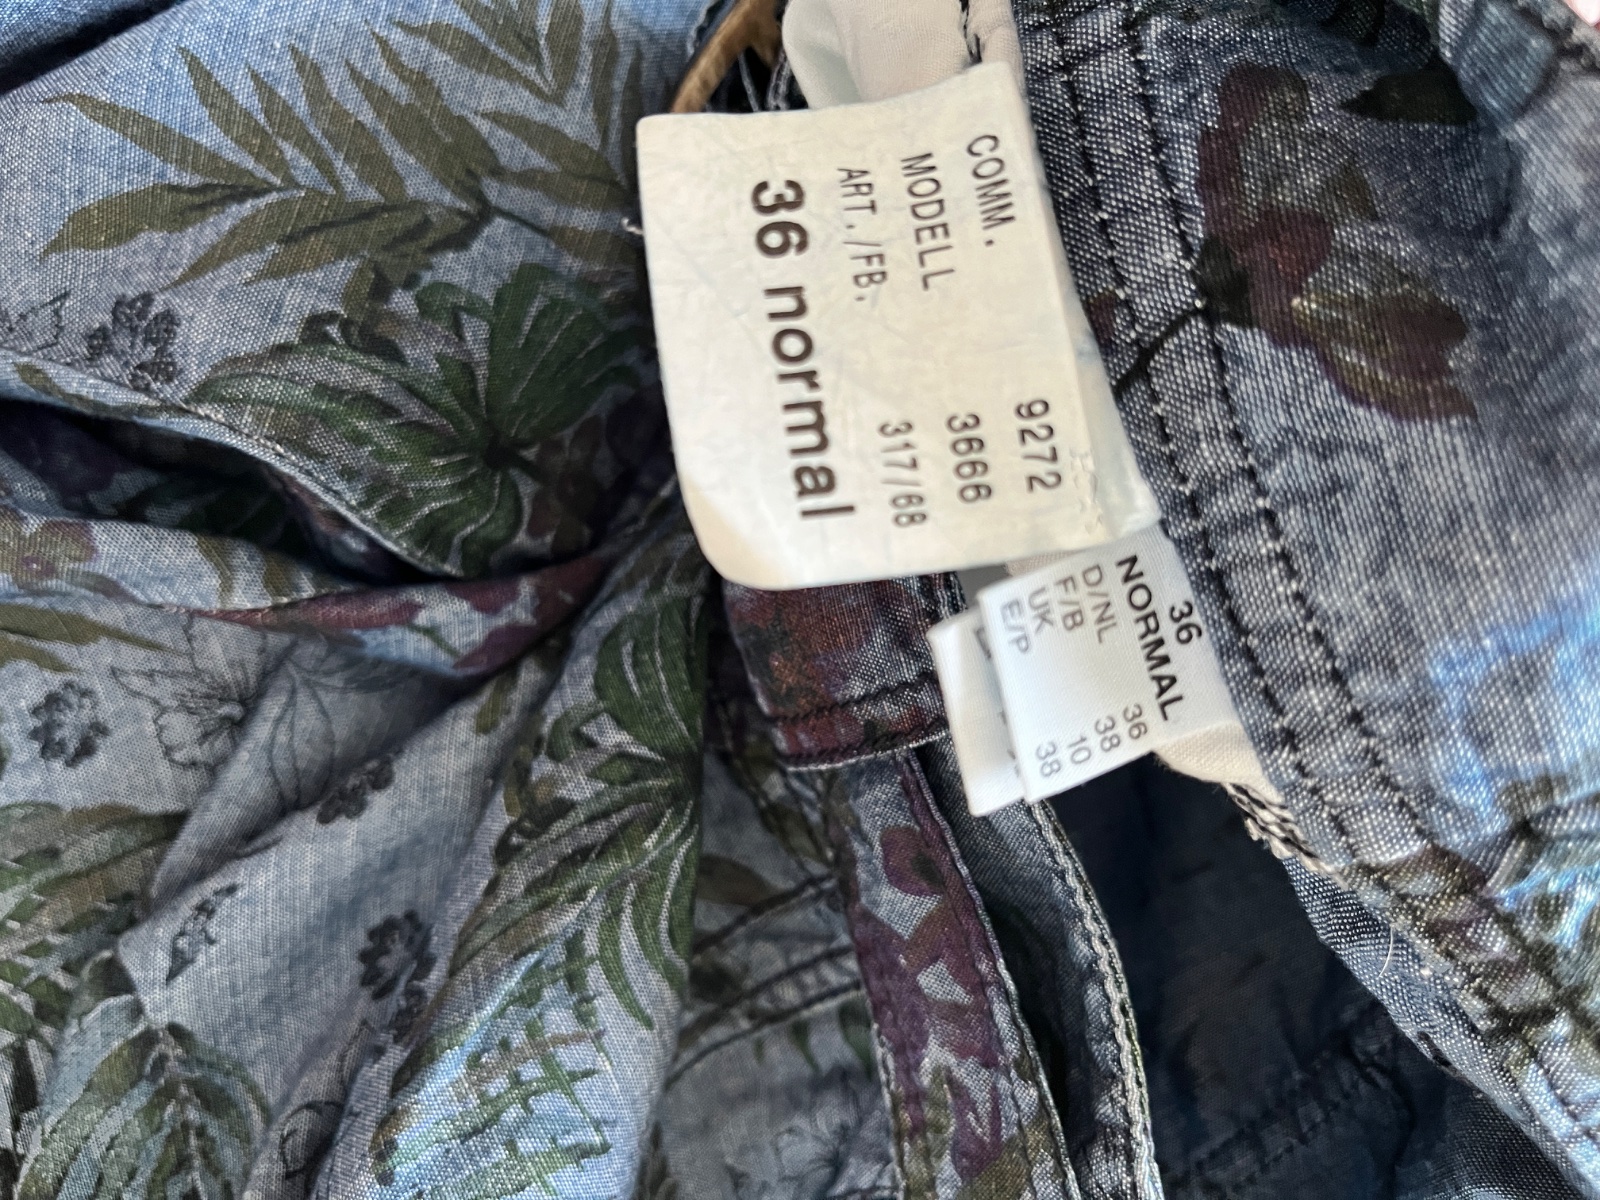 COMM. 9272
MODELL 3666
ART./FB. 317/68
36 normal
36
NORMAL
D/NL 36
F/B 38
UK 10
E/P 38